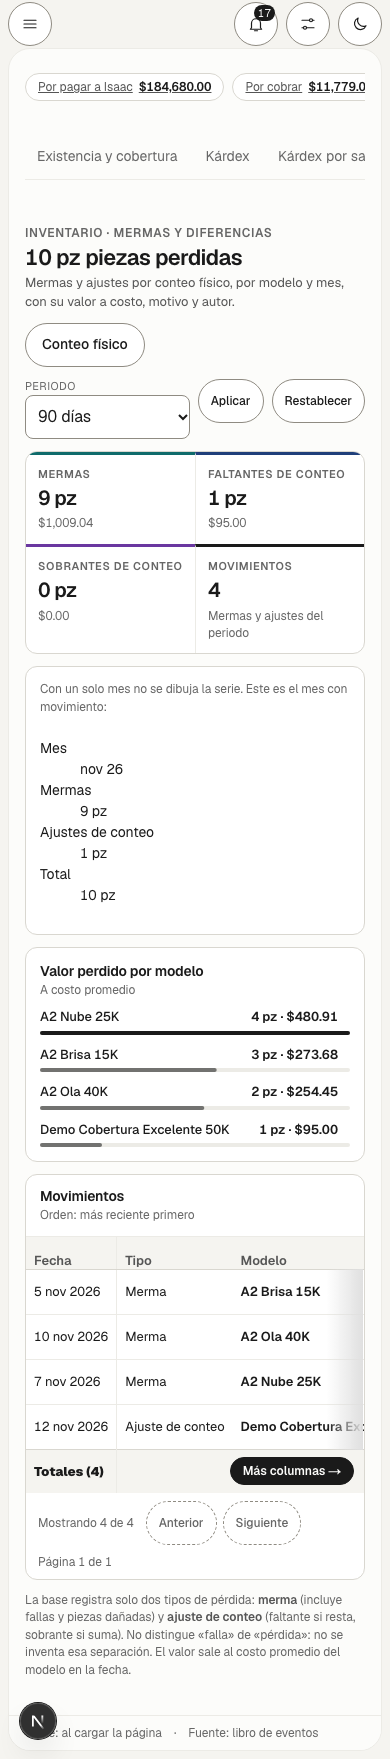 17
Por pagar a Isaac $184,680.00 Por cobrar $11,779.0
Existencia y cobertura Kárdex Kárdex por sa
INVENTARIO · MERMAS Y DIFERENCIAS
10 pz piezas perdidas
Mermas y ajustes por conteo físico, por modelo y mes,
con su valor a costo, motivo y autor.
Conteo físico
PERIODO
90 días Aplicar Restablecer
MERMAS FALTANTES DE CONTEO
9 pz 1 pz
$1,009.04 $95.00
SOBRANTES DE CONTEO MOVIMIENTOS
0 pz 4
$0.00 Mermas y ajustes del
periodo
Con un solo mes no se dibuja la serie. Este es el mes con
movimiento:
Mes
nov 26
Mermas
9 pz
Ajustes de conteo
1 pz
Total
10 pz
Valor perdido por modelo
A costo promedio
A2 Nube 25K 4 pz · $480.91
A2 Brisa 15K 3 pz · $273.68
A2 Ola 40K 2 pz · $254.45
Demo Cobertura Excelente 50K 1 pz · $95.00
Movimientos
Orden: más reciente primero
Fecha Tipo Modelo
5 nov 2026 Merma A2 Brisa 15K
10 nov 2026 Merma A2 Ola 40K
7 nov 2026 Merma A2 Nube 25K
12 nov 2026 Ajuste de conteo Demo Cobertura
Totales (4) Más columnas →
Mostrando 4 de 4 Anterior Siguiente
Página 1 de 1
La base registra solo dos tipos de pérdida: merma (incluye
fallas y piezas dañadas) y ajuste de conteo (faltante si resta,
sobrante si suma). No distingue «falla» de «pérdida»: no se
inventa esa separación. El valor sale al costo promedio del
modelo en la fecha.
N
al cargar la página · Fuente: libro de eventos